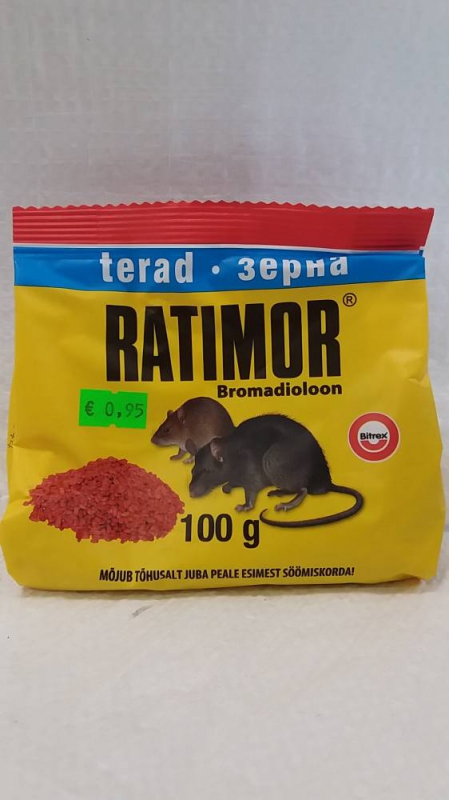 terad · зерна
RATIMOR®
Bromadioloon
€ 0,95
Bitrex
100 g
MÕJUB TÕHUSALT JUBA PEALE ESIMEST SÖÖMISKORDA!